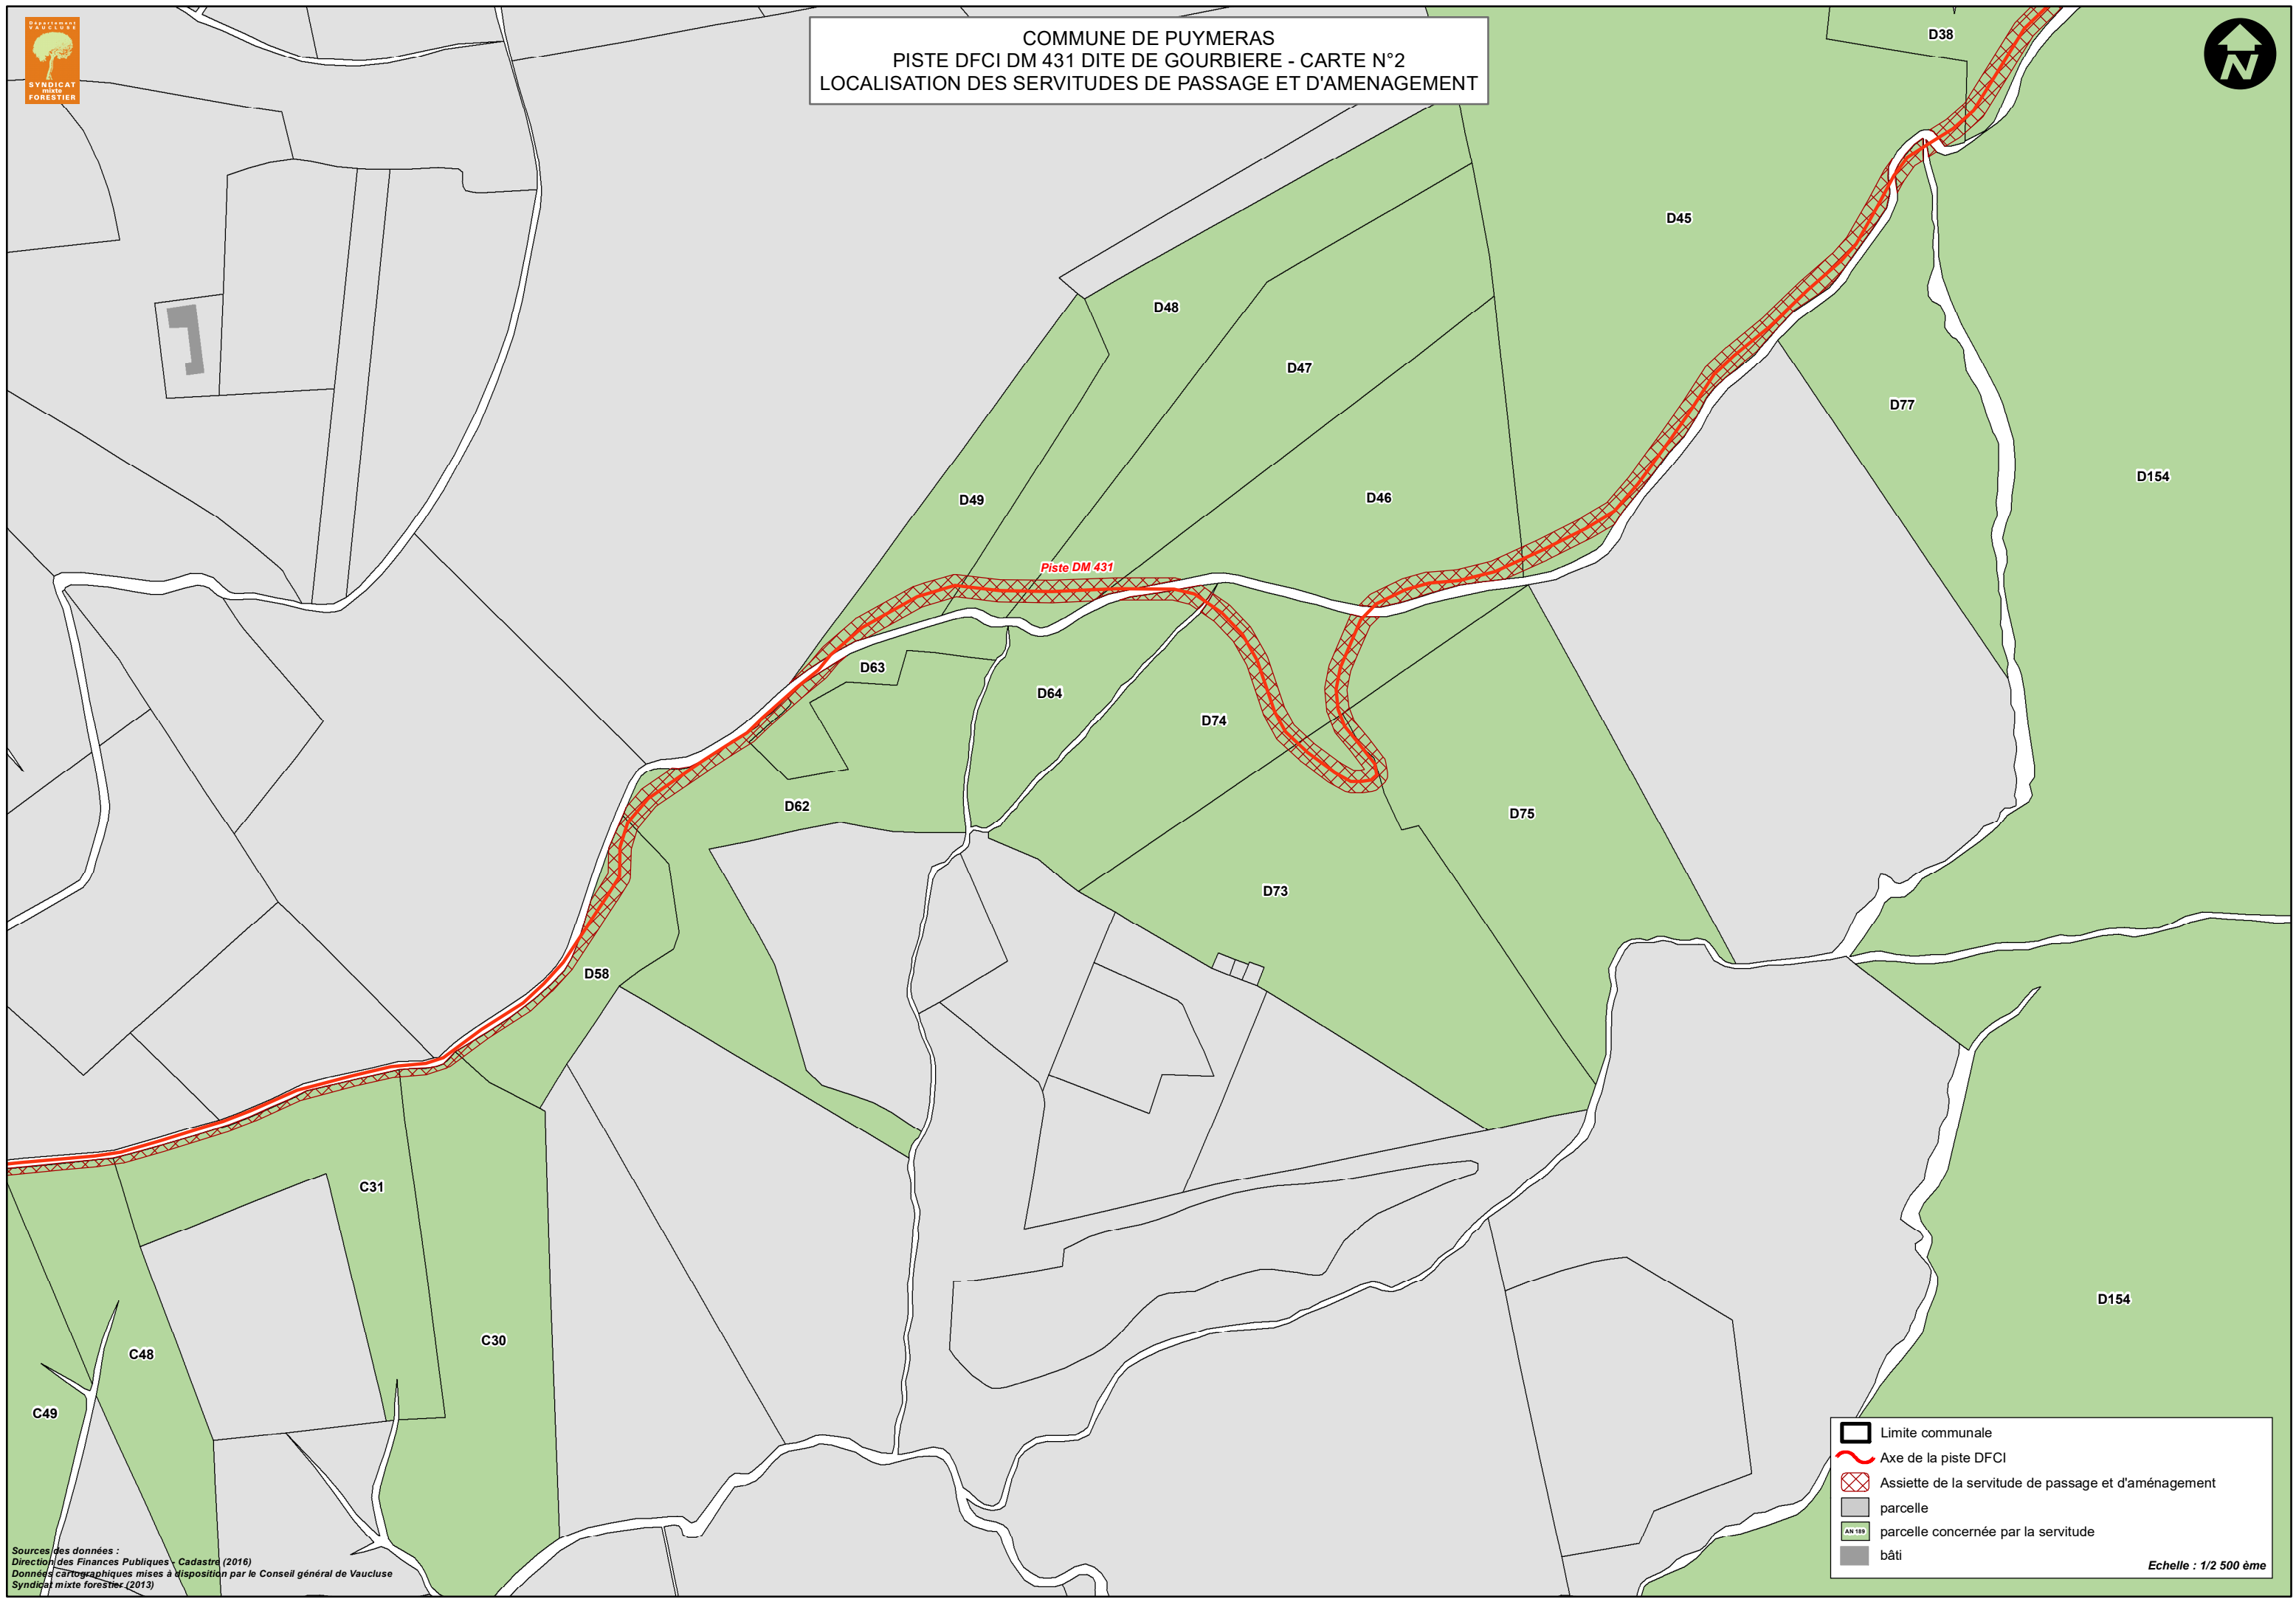 Département
VAUCLUSE
SYNDICAT
mixte
FORESTIER
COMMUNE DE PUYMERAS
PISTE DFCI DM 431 DITE DE GOURBIERE - CARTE N°2
LOCALISATION DES SERVITUDES DE PASSAGE ET D'AMENAGEMENT
N
D38
D45
D48
D47
D77
D154
D49
D46
Piste DM 431
D63
D64
D74
D62
D75
D73
D58
C31
C30
C48
C49
D154
Limite communale
Axe de la piste DFCI
Assiette de la servitude de passage et d'aménagement
parcelle
AN 189 parcelle concernée par la servitude
bâti
Echelle : 1/2 500 ème
Sources des données :
Direction des Finances Publiques - Cadastre (2016)
Données cartographiques mises à disposition par le Conseil général de Vaucluse
Syndicat mixte forestier (2013)